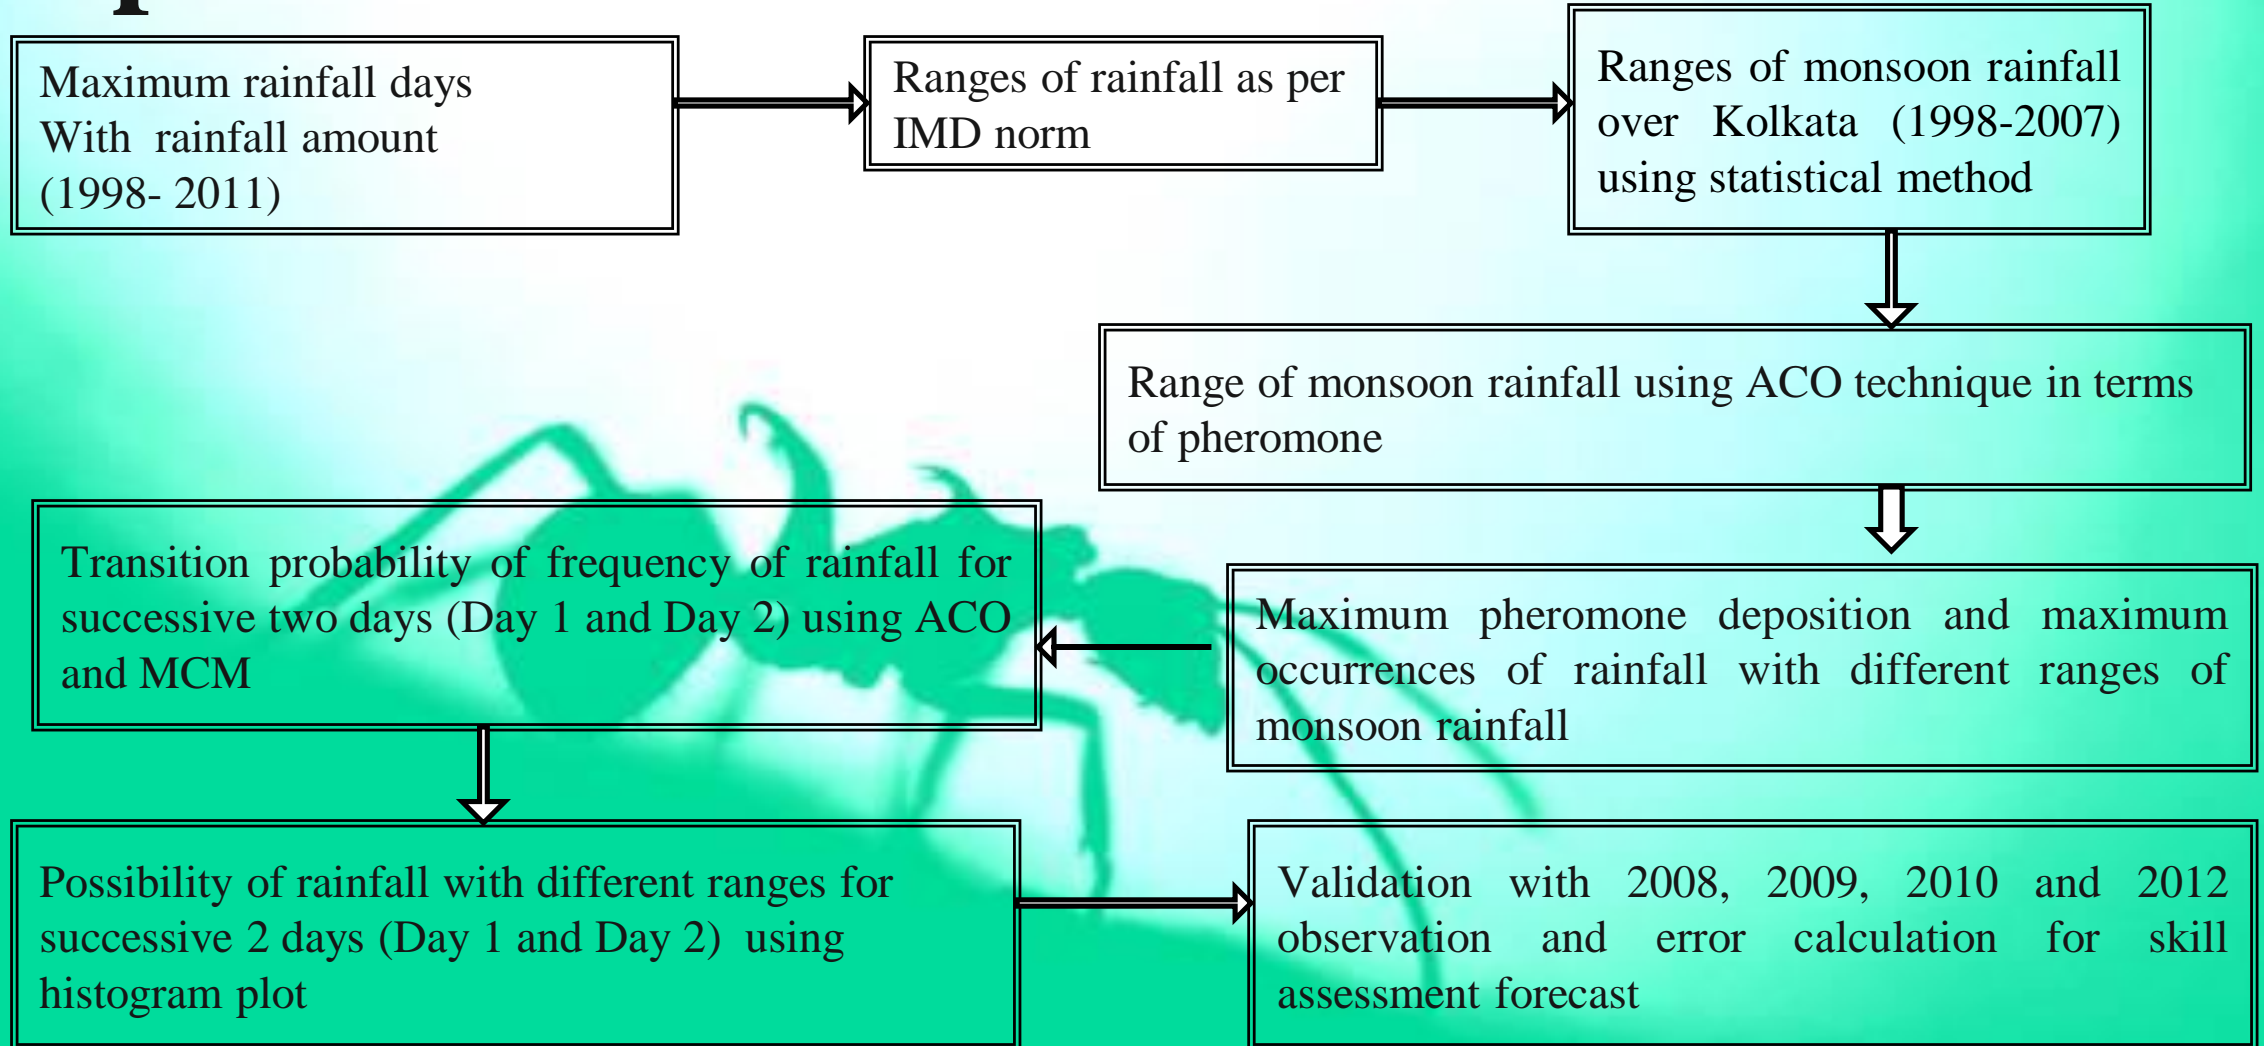 Maximum rainfall days
With rainfall amount
(1998- 2011)
Ranges of rainfall as per
IMD norm
Ranges of monsoon rainfall
over Kolkata (1998-2007)
using statistical method
Range of monsoon rainfall using ACO technique in terms
of pheromone
Maximum pheromone deposition and maximum
occurrences of rainfall with different ranges of
monsoon rainfall
Transition probability of frequency of rainfall for
successive two days (Day 1 and Day 2) using ACO
and MCM
Possibility of rainfall with different ranges for
successive 2 days (Day 1 and Day 2) using
histogram plot
Validation with 2008, 2009, 2010 and 2012
observation and error calculation for skill
assessment forecast